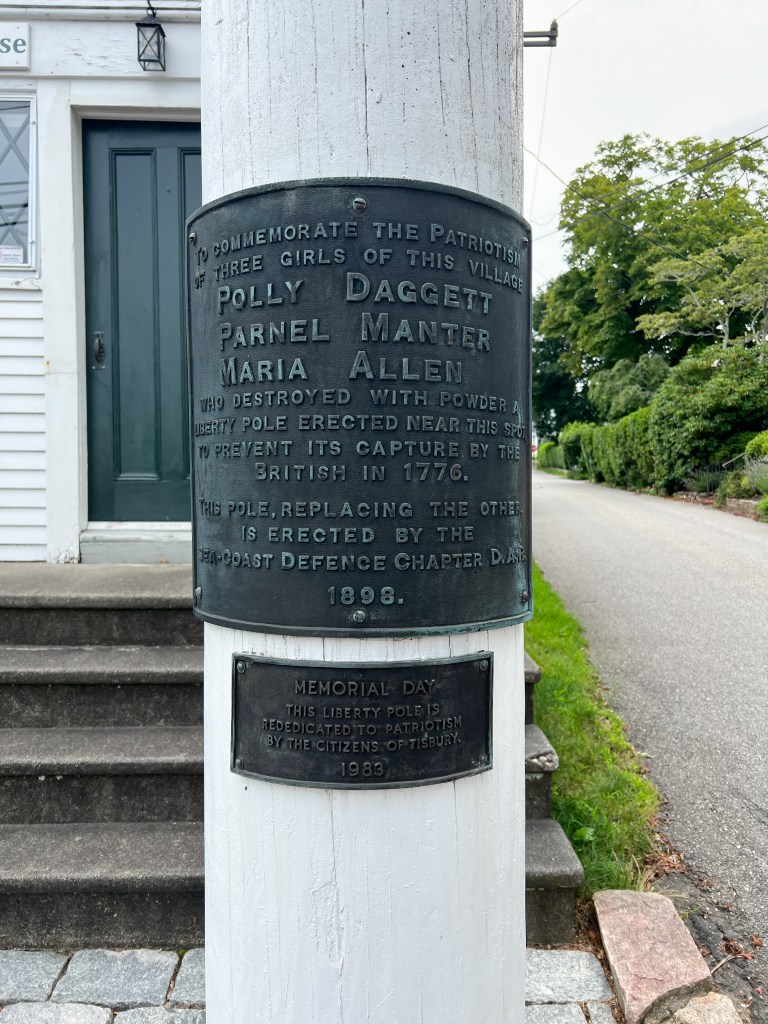 se
TO COMMEMORATE THE PATRIOTISM
OF THREE GIRLS OF THIS VILLAGE
POLLY DAGGETT
PARNEL MANTER
MARIA ALLEN
WHO DESTROYED WITH POWDER A
LIBERTY POLE ERECTED NEAR THIS SPOT
TO PREVENT ITS CAPTURE BY THE
BRITISH IN 1776.
THIS POLE, REPLACING THE OTHER,
IS ERECTED BY THE
SEA-COAST DEFENCE CHAPTER D.A.R.
1898.
MEMORIAL DAY
THIS LIBERTY POLE IS
REDEDICATED TO PATRIOTISM
BY THE CITIZENS OF TISBURY.
1983